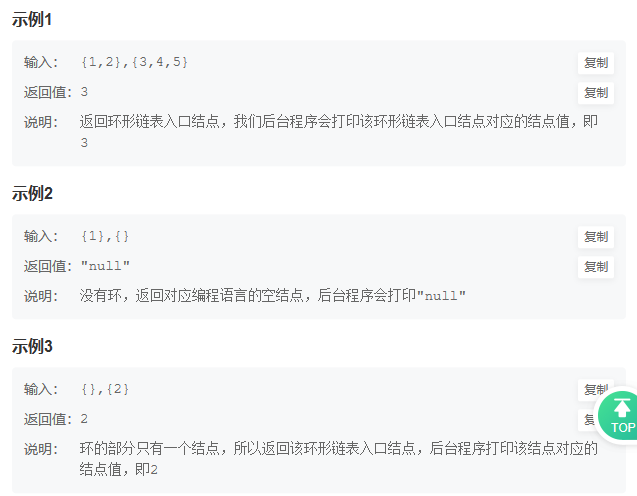 示例1
输入： {1,2},{3,4,5} 复制
返回值：3 复制
说明： 返回环形链表入口结点，我们后台程序会打印该环形链表入口结点对应的结点值，即
3
示例2
输入： {1},{} 复制
返回值："null" 复制
说明： 没有环，返回对应编程语言的空结点，后台程序会打印"null"
示例3
输入： {},{2} 复制
返回值：2
说明： 环的部分只有一个结点，所以返回该环形链表入口结点，后台程序打印该结点对应的
结点值，即2
TOP